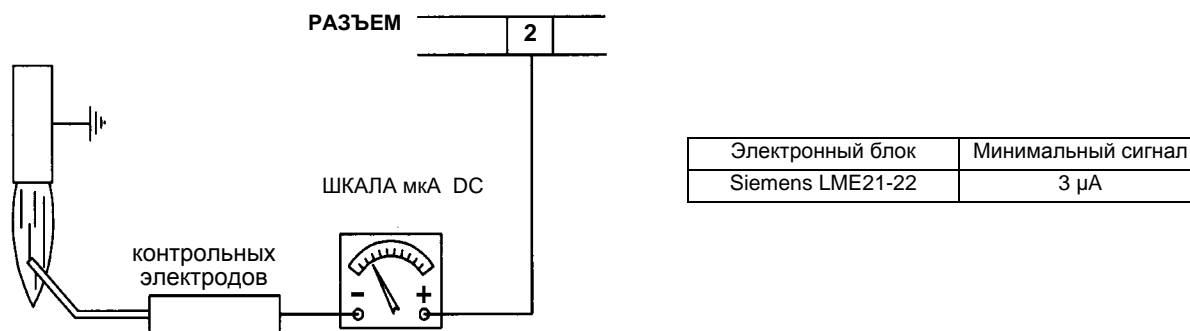 РАЗЪЕМ 2
ШКАЛА мкА DC
контрольных
электродов
- +
Электронный блок Минимальный сигнал
Siemens LME21-22 3 µA